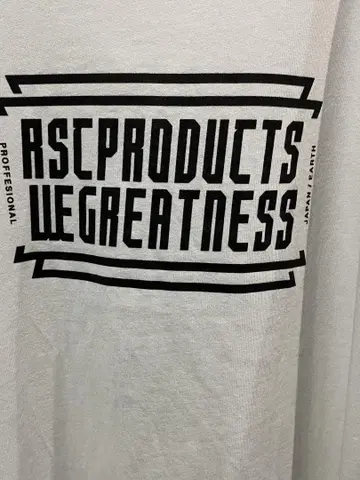 RSCPRODUCTS
WEGREATNESS
PROFFESIONAL
JAPAN / EARTH